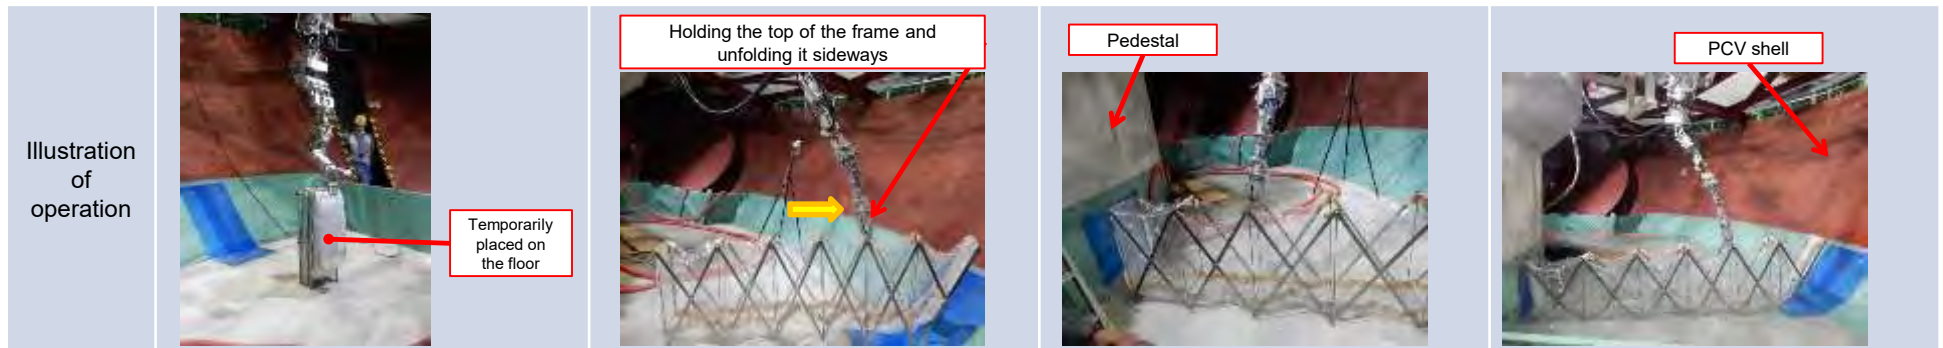 Illustration
of
operation
Temporarily
placed on
the floor
Holding the top of the frame and
unfolding it sideways
Pedestal
PCV shell